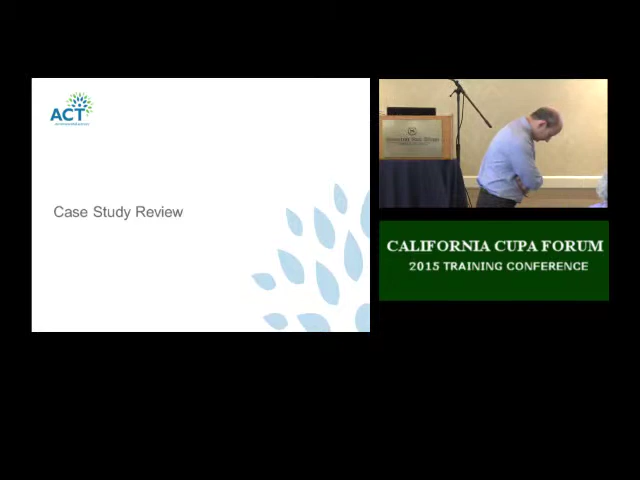 ACT
Case Study Review
CALIFORNIA CUPA FORUM
2015 TRAINING CONFERENCE